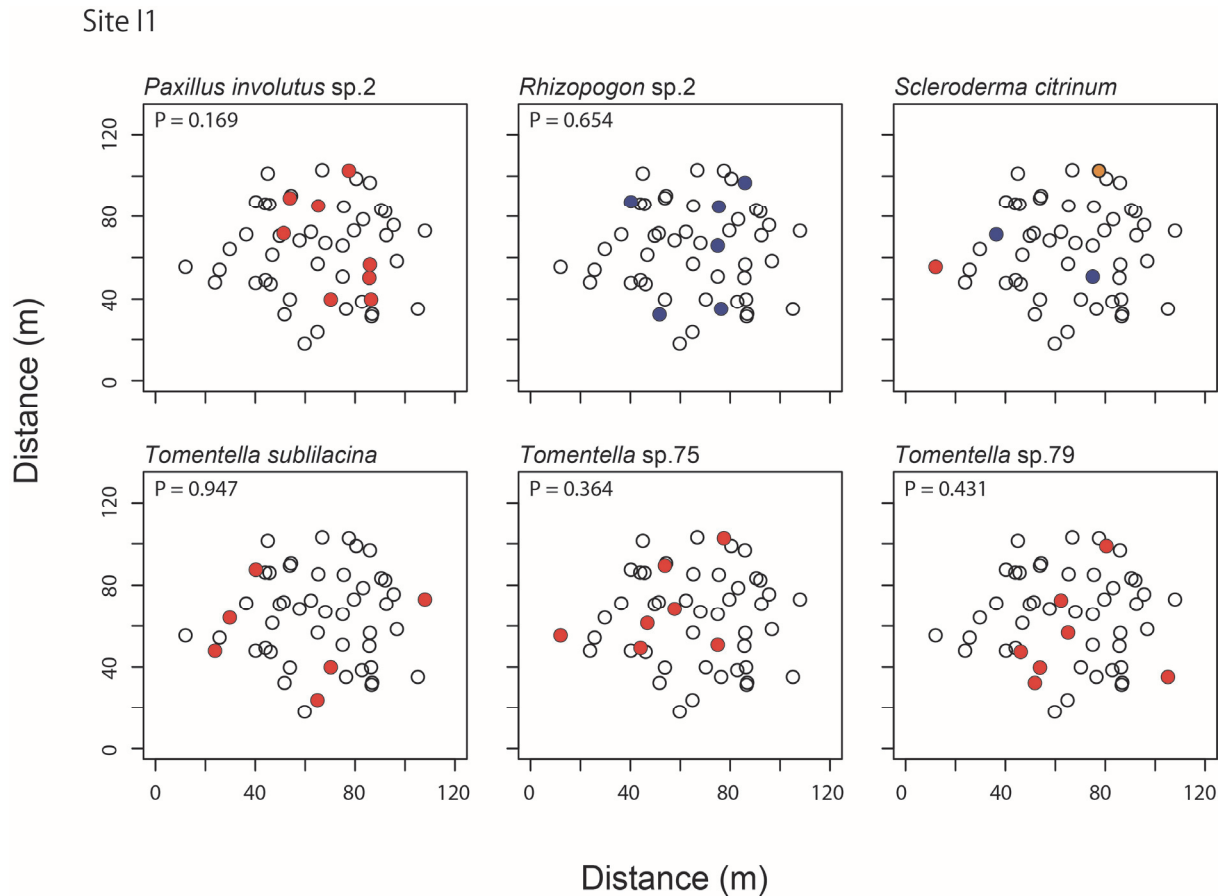 Site I1
Paxillus involutus sp.2
Rhizopogon sp.2
Scleroderma citrinum
P = 0.169
P = 0.654
120
80
40
0
Tomentella sublilacina
Tomentella sp.75
Tomentella sp.79
P = 0.947
P = 0.364
P = 0.431
120
80
40
0
0 40 80 120
0 40 80 120
0 40 80 120
Distance (m)
Distance (m)